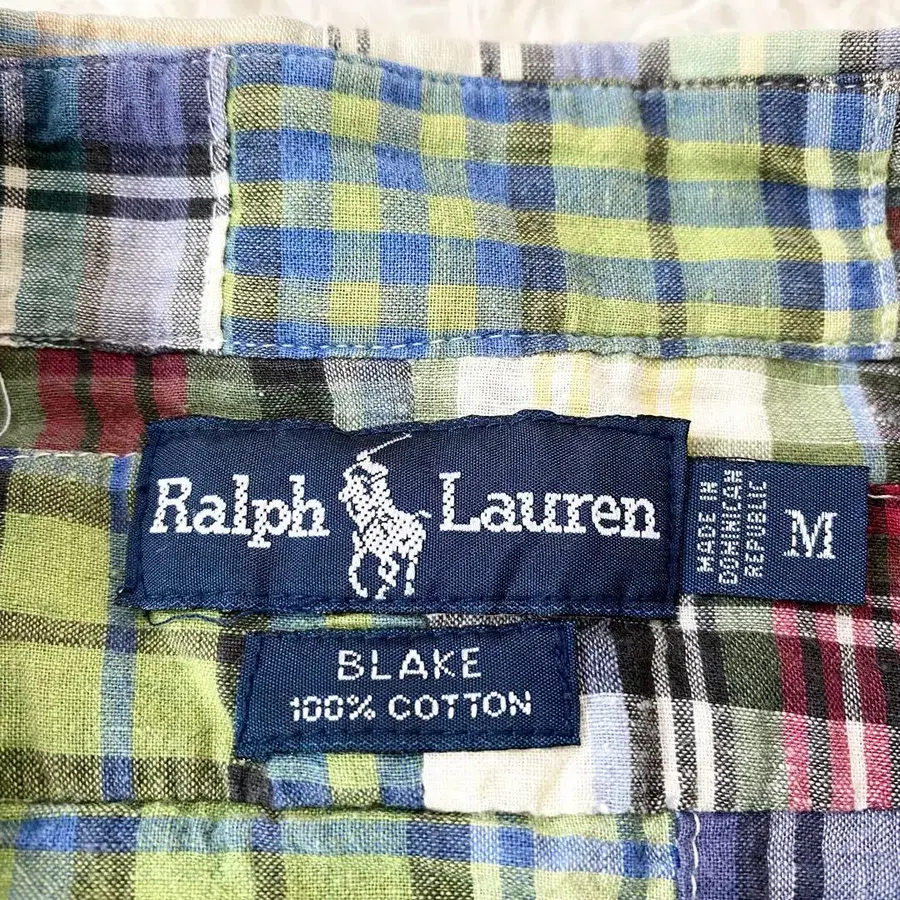 Ralph Lauren
MADE IN
DOMINICAN
REPUBLIC
M
BLAKE
100% COTTON